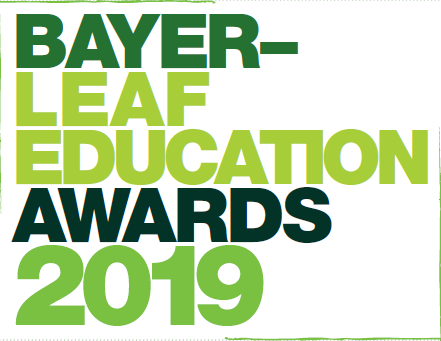 BAYER–
LEAF
EDUCATION
AWARDS
2019